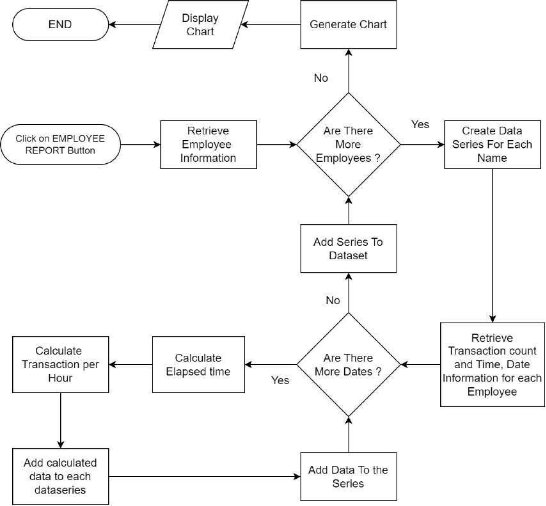 END
Display
Chart
Generate Chart
No
Click on EMPLOYEE
REPORT Button
Retrieve
Employee
Information
Are There
More
Employees ?
Yes
Create Data
Series For Each
Name
Add Series To
Dataset
No
Calculate
Transaction per
Hour
Calculate
Elapsed time
Yes
Are There
More Dates ?
Retrieve
Transaction count
and Time, Date
Information for each
Employee
Add calculated
data to each
dataseries
Add Data To the
Series